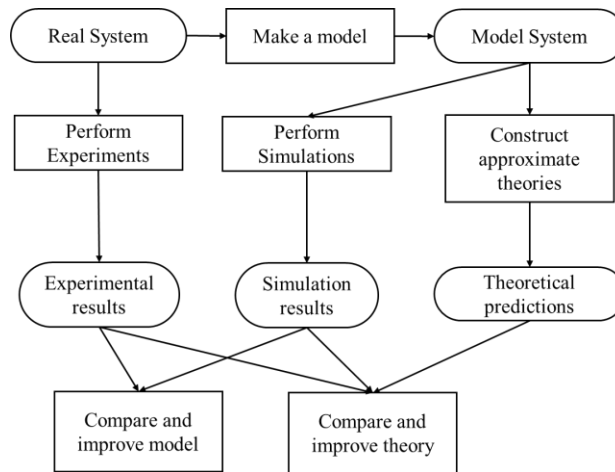 Real System
Make a model
Model System
Perform
Experiments
Perform
Simulations
Construct
approximate
theories
Experimental
results
Simulation
results
Theoretical
predictions
Compare and
improve model
Compare and
improve theory